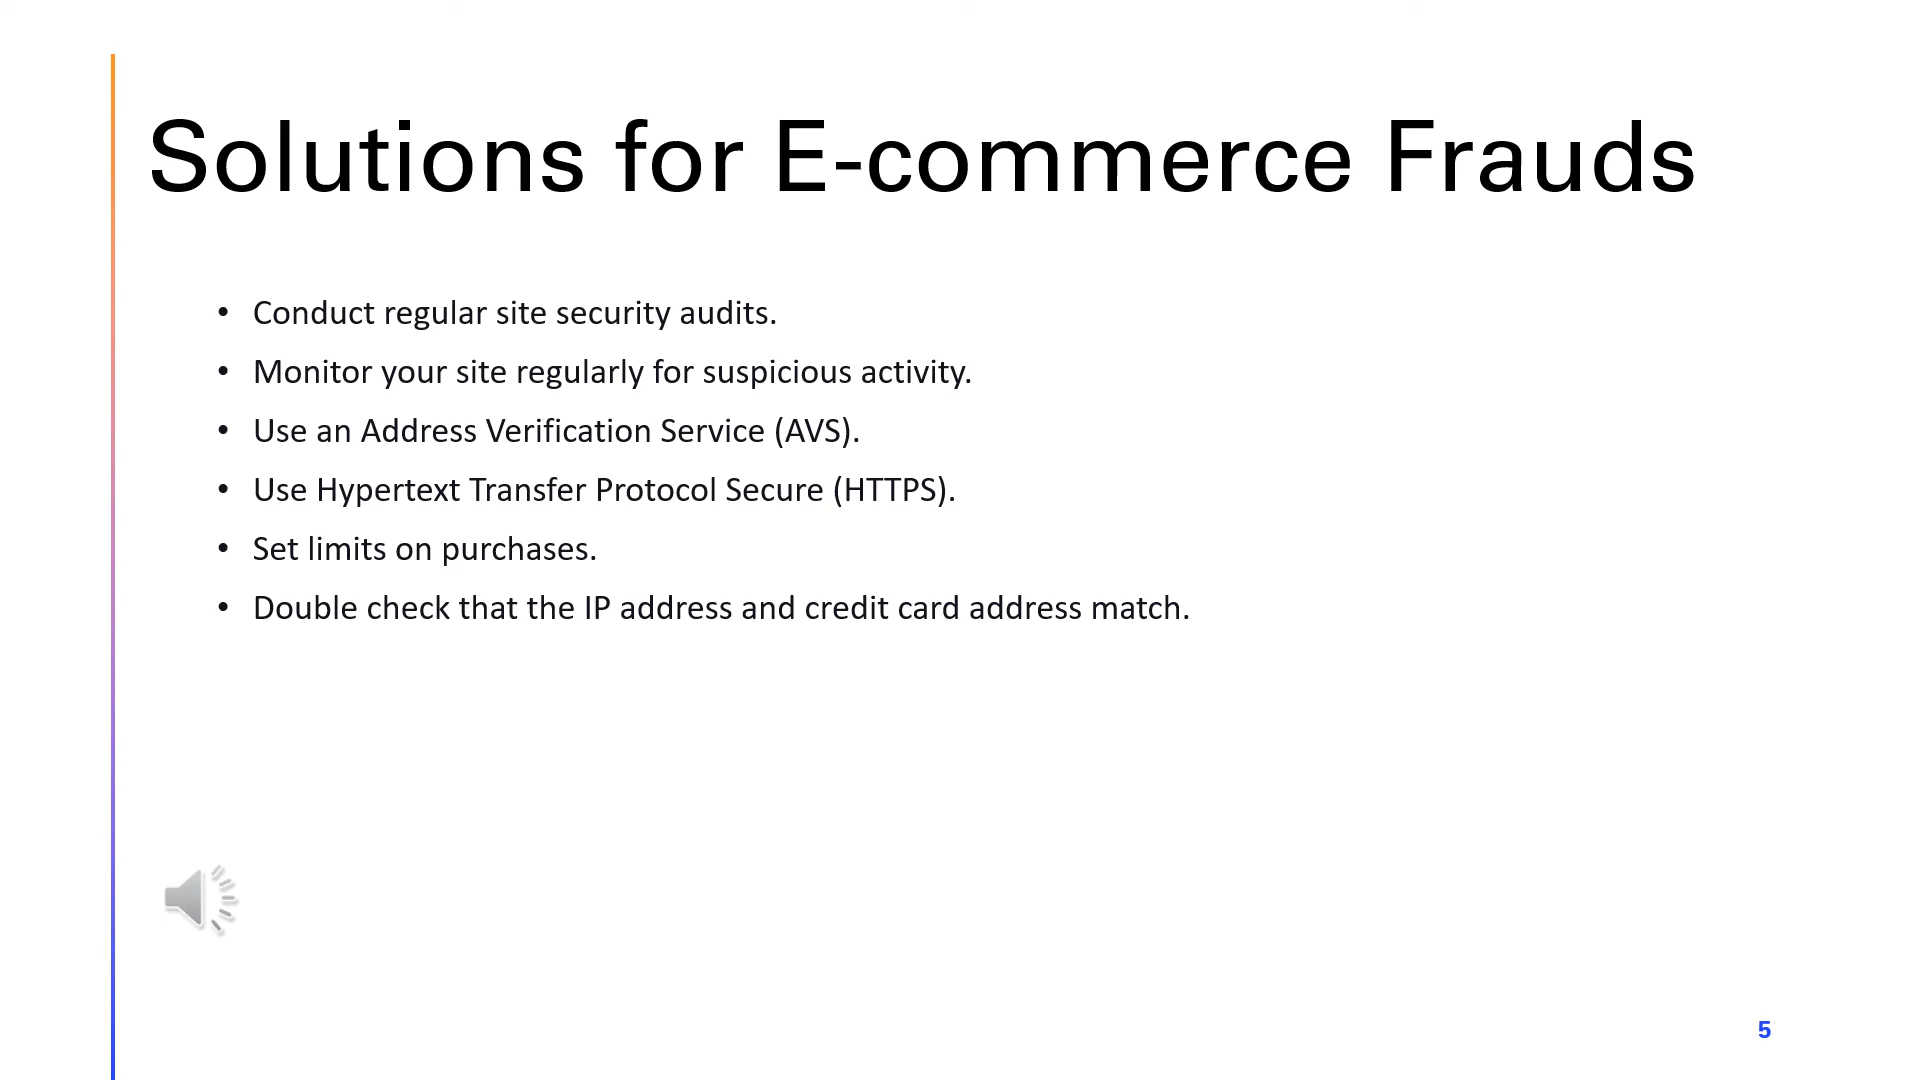 Solutions for E-commerce Frauds
• Conduct regular site security audits.
• Monitor your site regularly for suspicious activity.
• Use an Address Verification Service (AVS).
• Use Hypertext Transfer Protocol Secure (HTTPS).
• Set limits on purchases.
• Double check that the IP address and credit card address match.
5